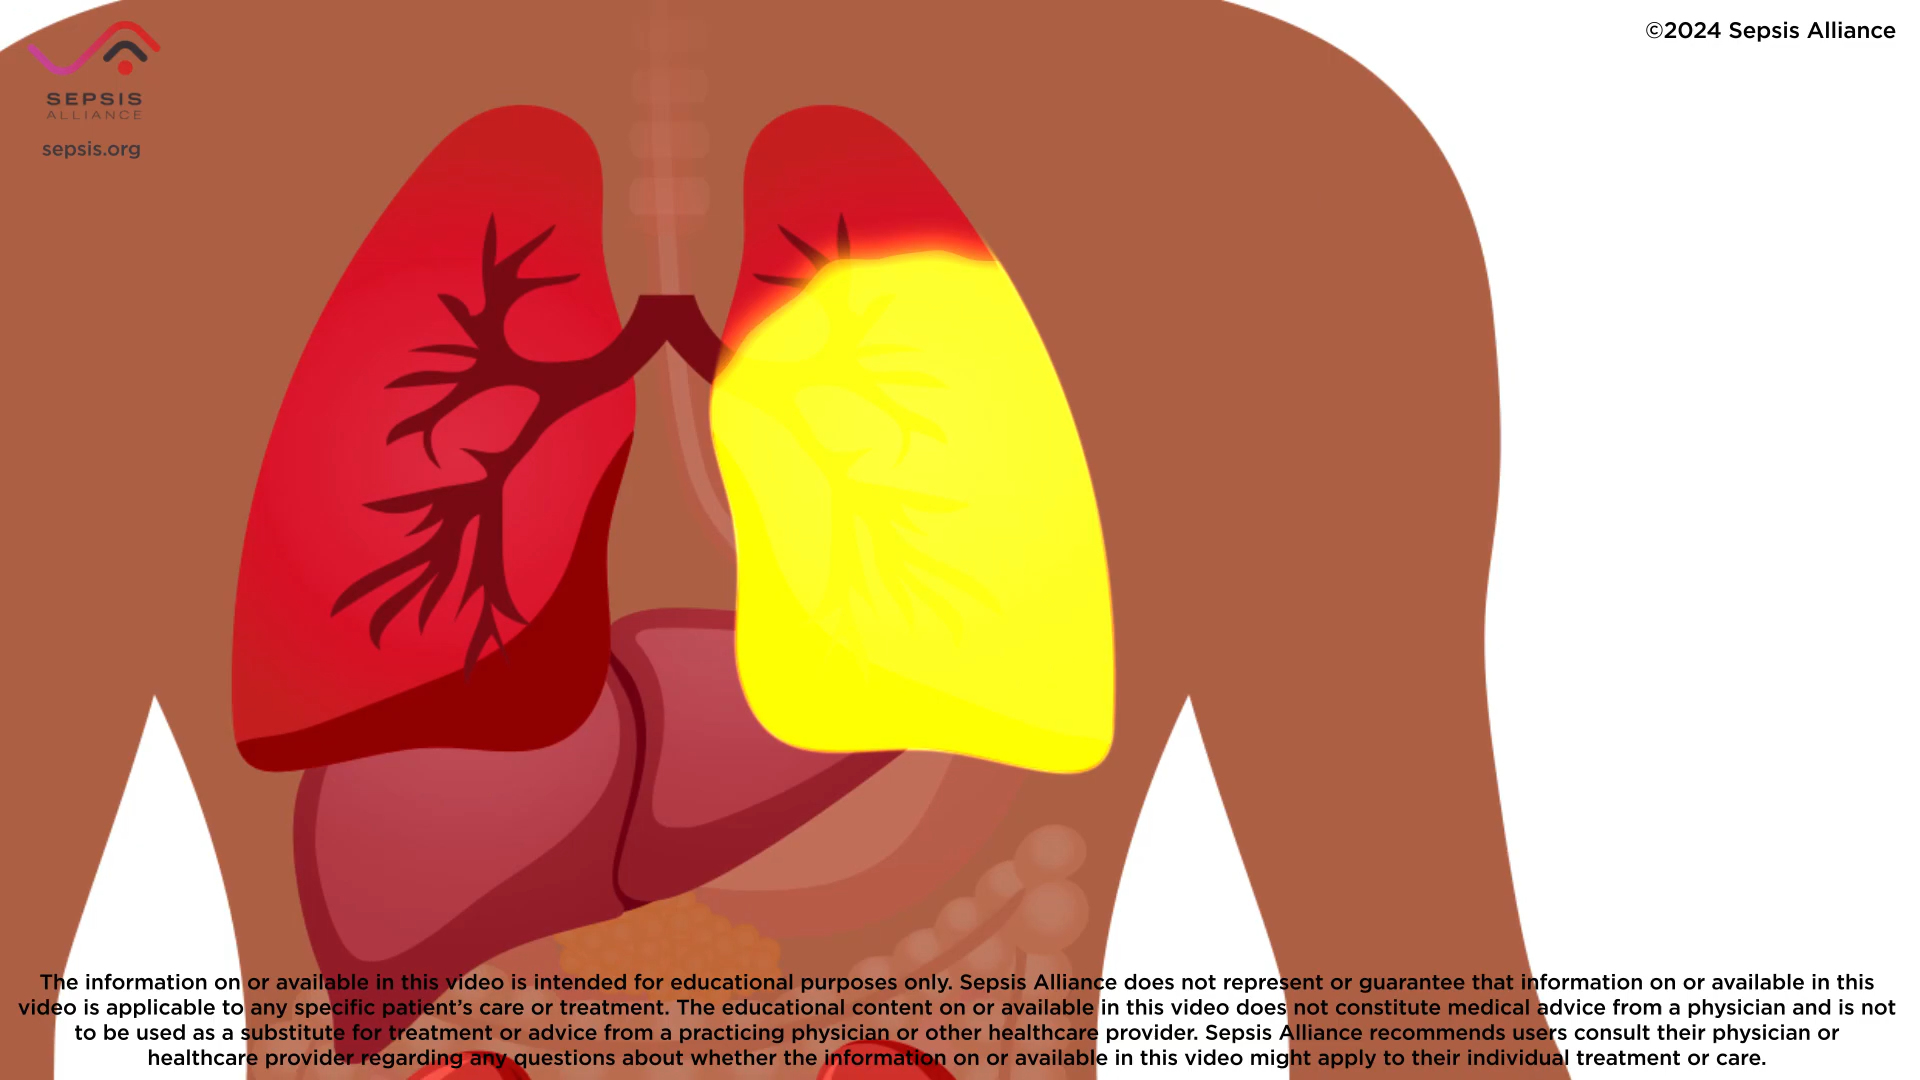 SEPSIS
ALLIANCE
sepsis.org
©2024 Sepsis Alliance
The information on or available in this video is intended for educational purposes only. Sepsis Alliance does not represent or guarantee that information on or available in this
video is applicable to any specific patient's care or treatment. The educational content on or available in this video does not constitute medical advice from a physician and is not
to be used as a substitute for treatment or advice from a practicing physician or other healthcare provider. Sepsis Alliance recommends users consult their physician or
healthcare provider regarding any questions about whether the information on or available in this video might apply to their individual treatment or care.